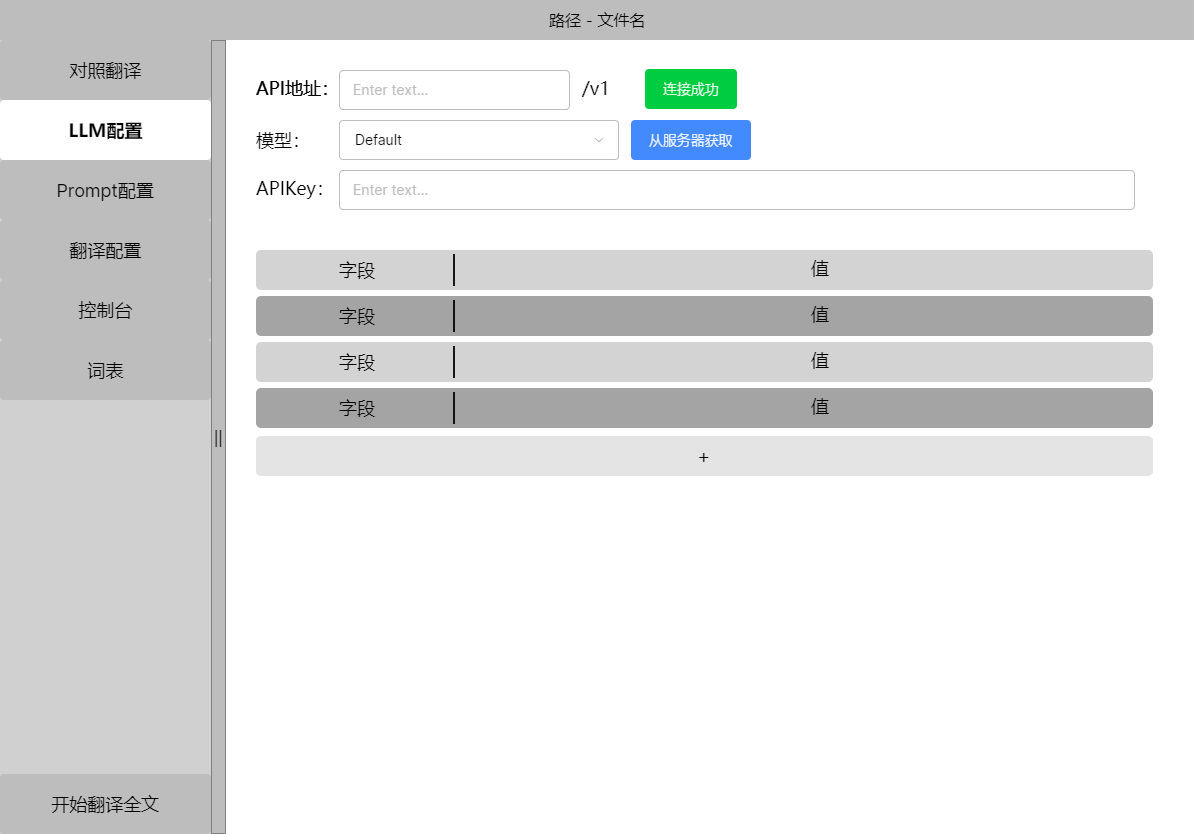 路径 - 文件名
对照翻译
LLM配置
Prompt配置
翻译配置
控制台
词表
开始翻译全文
||
API地址： Enter text... /v1 连接成功
模型： Default 从服务器获取
APIKey： Enter text...
字段 值
字段 值
字段 值
字段 值
+